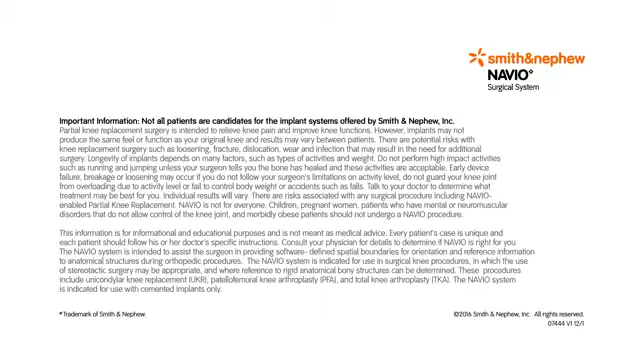 smith&nephew
NAVIO◊
Surgical System
Important Information: Not all patients are candidates for the implant systems offered by Smith & Nephew, Inc.
Partial knee replacement surgery is intended to relieve knee pain and improve knee functions. However, implants may not
produce the same feel or function as your original knee and results may vary between patients. There are potential risks with
knee replacement surgery such as loosening, fracture, dislocation, wear and infection that may result in the need for additional
surgery. Longevity of implants depends on many factors, such as types of activities and weight. Do not perform high impact activities
such as running and jumping unless your surgeon tells you the bone has healed and these activities are acceptable. Early device
failure, breakage or loosening may occur if you do not follow your surgeon's limitations on activity level, do not guard your knee joint
from overloading due to activity level or fail to control body weight or accidents such as falls. Talk to your doctor to determine what
treatment may be best for you. Individual results will vary. There are risks associated with any surgical procedure including NAVIO-
enabled Partial Knee Replacement. NAVIO is not for everyone. Children, pregnant women, patients who have mental or neuromuscular
disorders that do not allow control of the knee joint, and morbidly obese patients should not undergo a NAVIO procedure.
This information is for informational and educational purposes and is not meant as medical advice. Every patient's case is unique and
each patient should follow his or her doctor's specific instructions. Consult your physician for details to determine if NAVIO is right for you.
The NAVIO system is intended to assist the surgeon in providing software- defined spatial boundaries for orientation and reference information
to anatomical structures during orthopedic procedures. The NAVIO system is indicated for use in surgical knee procedures, in which the use
of stereotactic surgery may be appropriate, and where reference to rigid anatomical bony structures can be determined. These procedures
include unicondylar knee replacement (UKR), patellofemoral knee arthroplasty (PFA), and total knee arthroplasty (TKA). The NAVIO system
is indicated for use with cemented implants only.
◊Trademark of Smith & Nephew.
©2016 Smith & Nephew, Inc. All rights reserved.
07444 V1 12/1